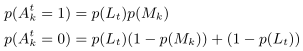 p(A_k^t = 1) = p(L_t)p(M_k)
p(A_k^t = 0) = p(L_t)(1 − p(M_k)) + (1 − p(L_t))